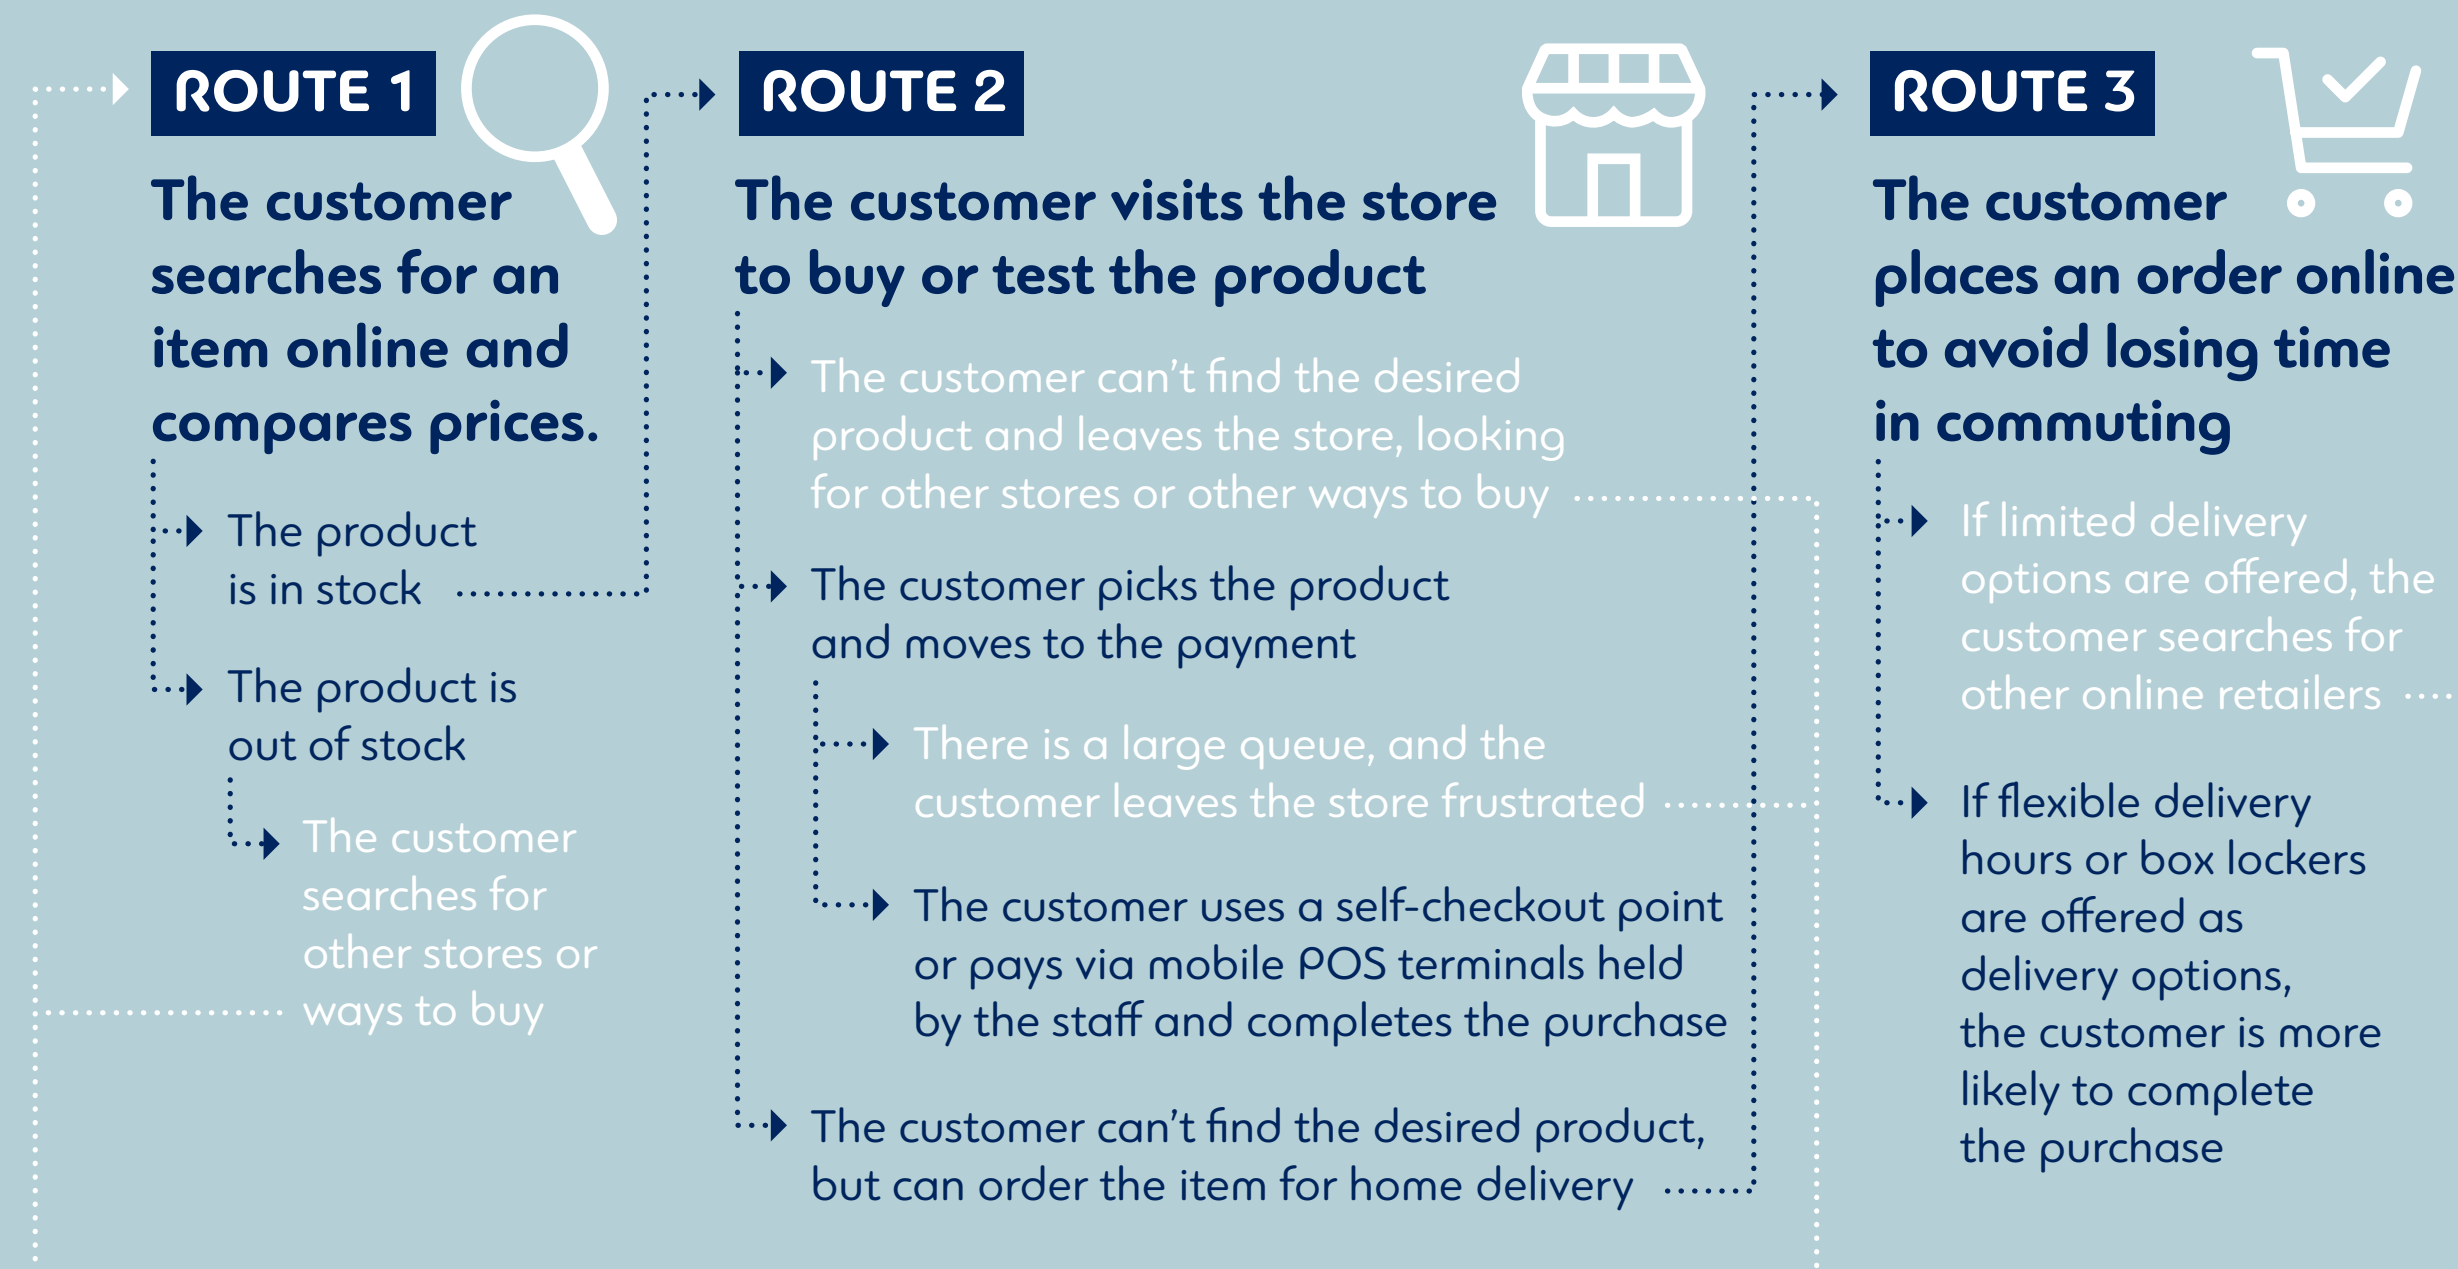 ROUTE 1
The customer
searches for an
item online and
compares prices.
The product
is in stock
The product is
out of stock
The customer
searches for
other stores or
ways to buy
ROUTE 2
The customer visits the store
to buy or test the product
The customer can't find the desired
product and leaves the store, looking
for other stores or other ways to buy
The customer picks the product
and moves to the payment
There is a large queue, and the
customer leaves the store frustrated
The customer uses a self-checkout point
or pays via mobile POS terminals held
by the staff and completes the purchase
The customer can't find the desired product,
but can order the item for home delivery
ROUTE 3
The customer
places an order online
to avoid losing time
in commuting
If limited delivery
options are offered, the
customer searches for
other online retailers
If flexible delivery
hours or box lockers
are offered as
delivery options,
the customer is more
likely to complete
the purchase